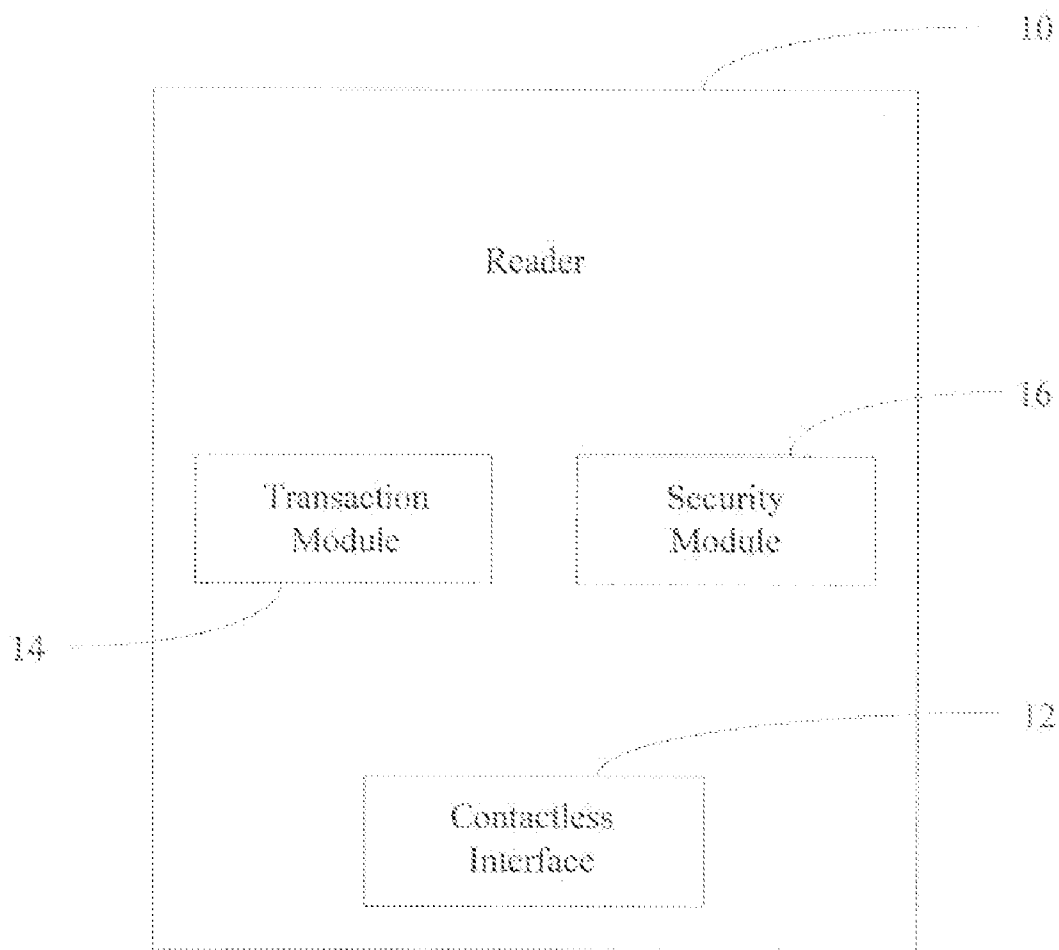 10
Reader
16
Transaction
Module
Security
Module
14
12
Contactless
Interface